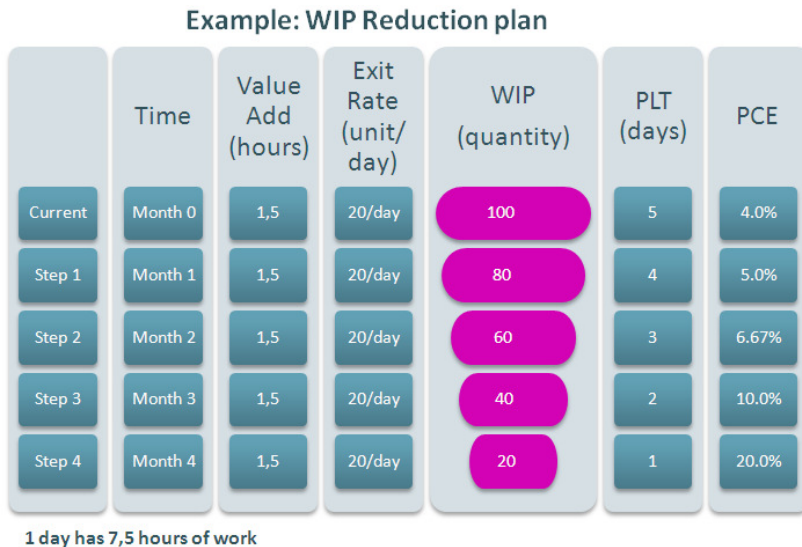 Example: WIP Reduction plan
Time
Value
Add
(hours)
Exit
Rate
(unit/
day)
WIP
(quantity)
PLT
(days)
PCE
Current
Month 0
1,5
20/day
100
5
4.0%
Step 1
Month 1
1,5
20/day
80
4
5.0%
Step 2
Month 2
1,5
20/day
60
3
6.67%
Step 3
Month 3
1,5
20/day
40
2
10.0%
Step 4
Month 4
1,5
20/day
20
1
20.0%
1 day has 7,5 hours of work